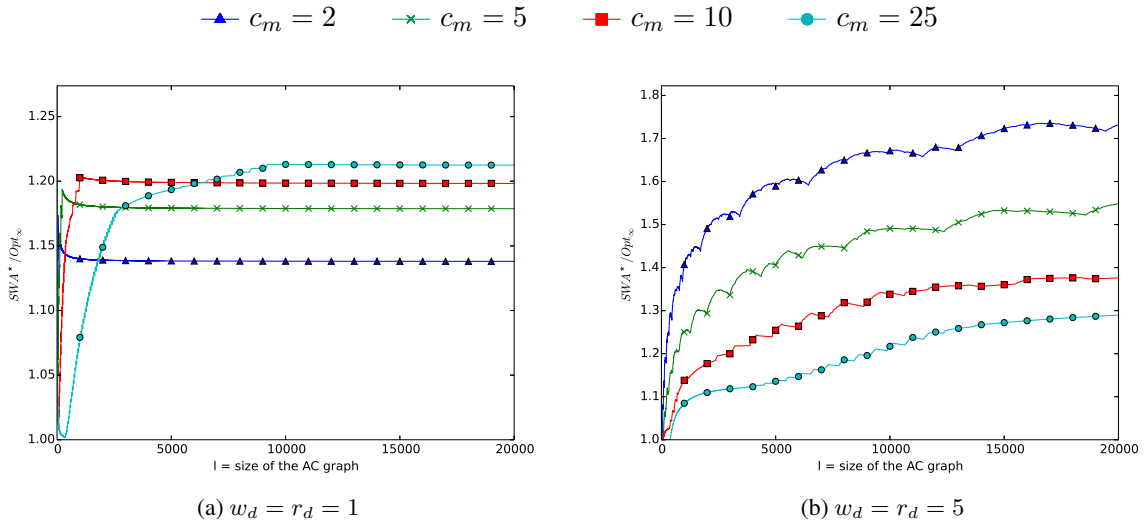 c_m = 2 c_m = 5 c_m = 10 c_m = 25
1.25
1.20
1.15
1.10
1.05
1.00
SWA*/Opt∞
0 5000 10000 15000 20000
l = size of the AC graph
(a) w_d = r_d = 1
1.8
1.7
1.6
1.5
1.4
1.3
1.2
1.1
1.0
SWA*/Opt∞
0 5000 10000 15000 20000
l = size of the AC graph
(b) w_d = r_d = 5